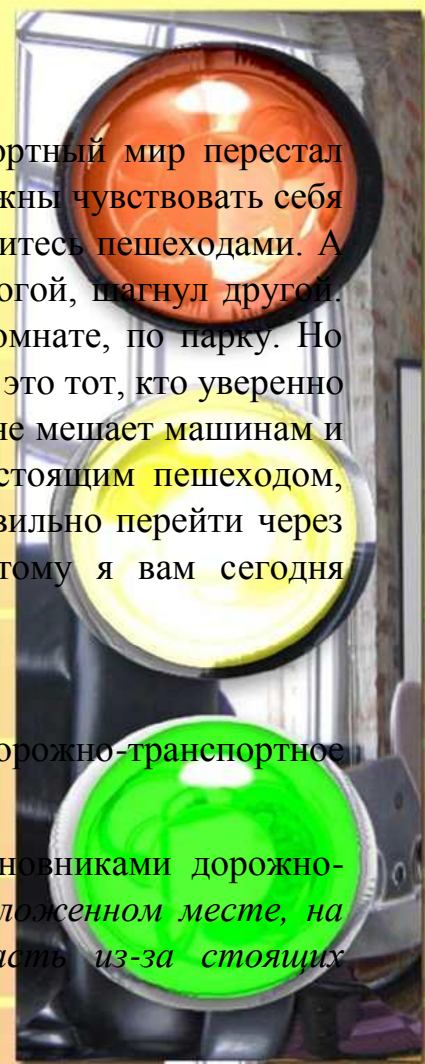 ортный мир перестал
жны чувствовать себя
итесь пешеходами. А
огой, шагнул другой.
омнате, по парку. Но
это тот, кто уверенно
не мешает машинам и
стоящим пешеходом,
вильно перейти через
тому я вам сегодня
орожно-транспортное
новниками дорожно-
ложенном месте, на
асть из-за стоящих